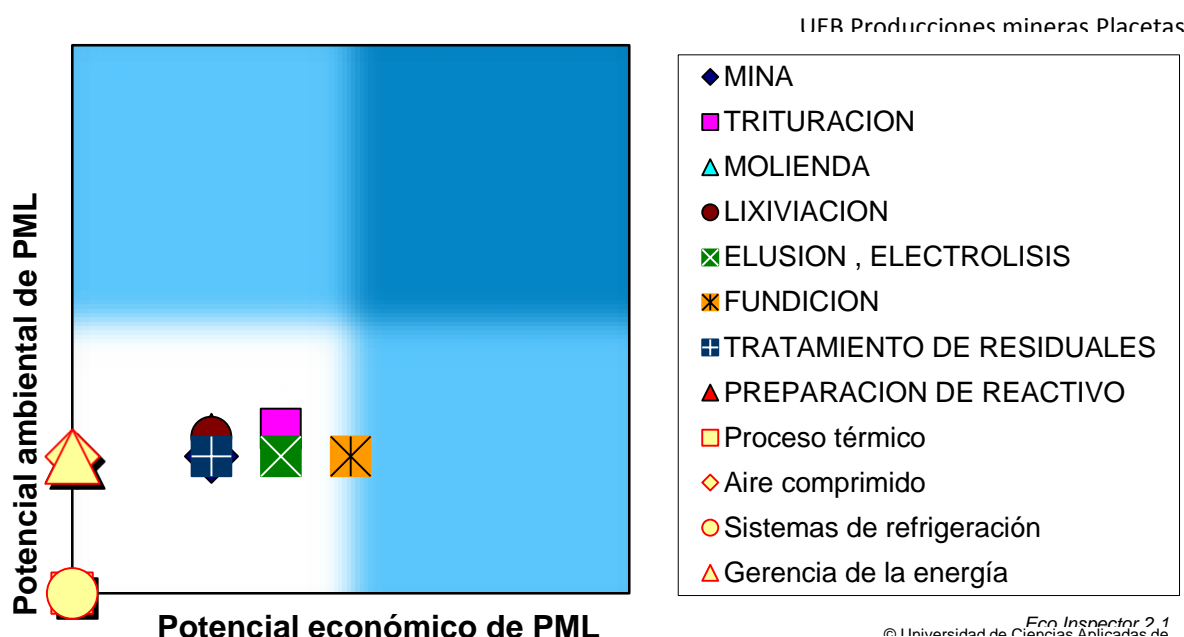 UEB Producciones mineras Placetas
MINA
TRITURACION
MOLIENDA
LIXIVIACION
ELUSION , ELECTROLISIS
FUNDICION
TRATAMIENTO DE RESIDUALES
PREPARACION DE REACTIVO
Proceso térmico
Aire comprimido
Sistemas de refrigeración
Gerencia de la energía
Potencial ambiental de PML
Potencial económico de PML
Eco Inspector 2.1
© Universidad de Ciencias Aplicadas de